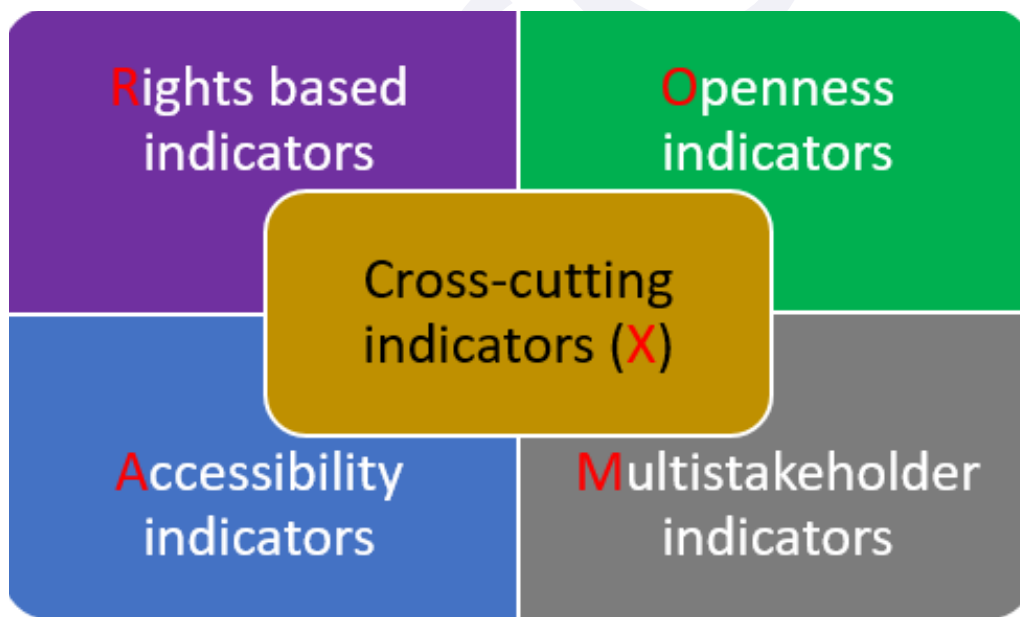 Rights based
indicators
Openness
indicators
Cross-cutting
indicators (X)
Accessibility
indicators
Multistakeholder
indicators